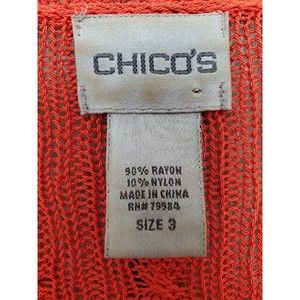 CHICO'S
90% RAYON
10% NYLON
MADE IN CHINA
RN# 79984
SIZE 3